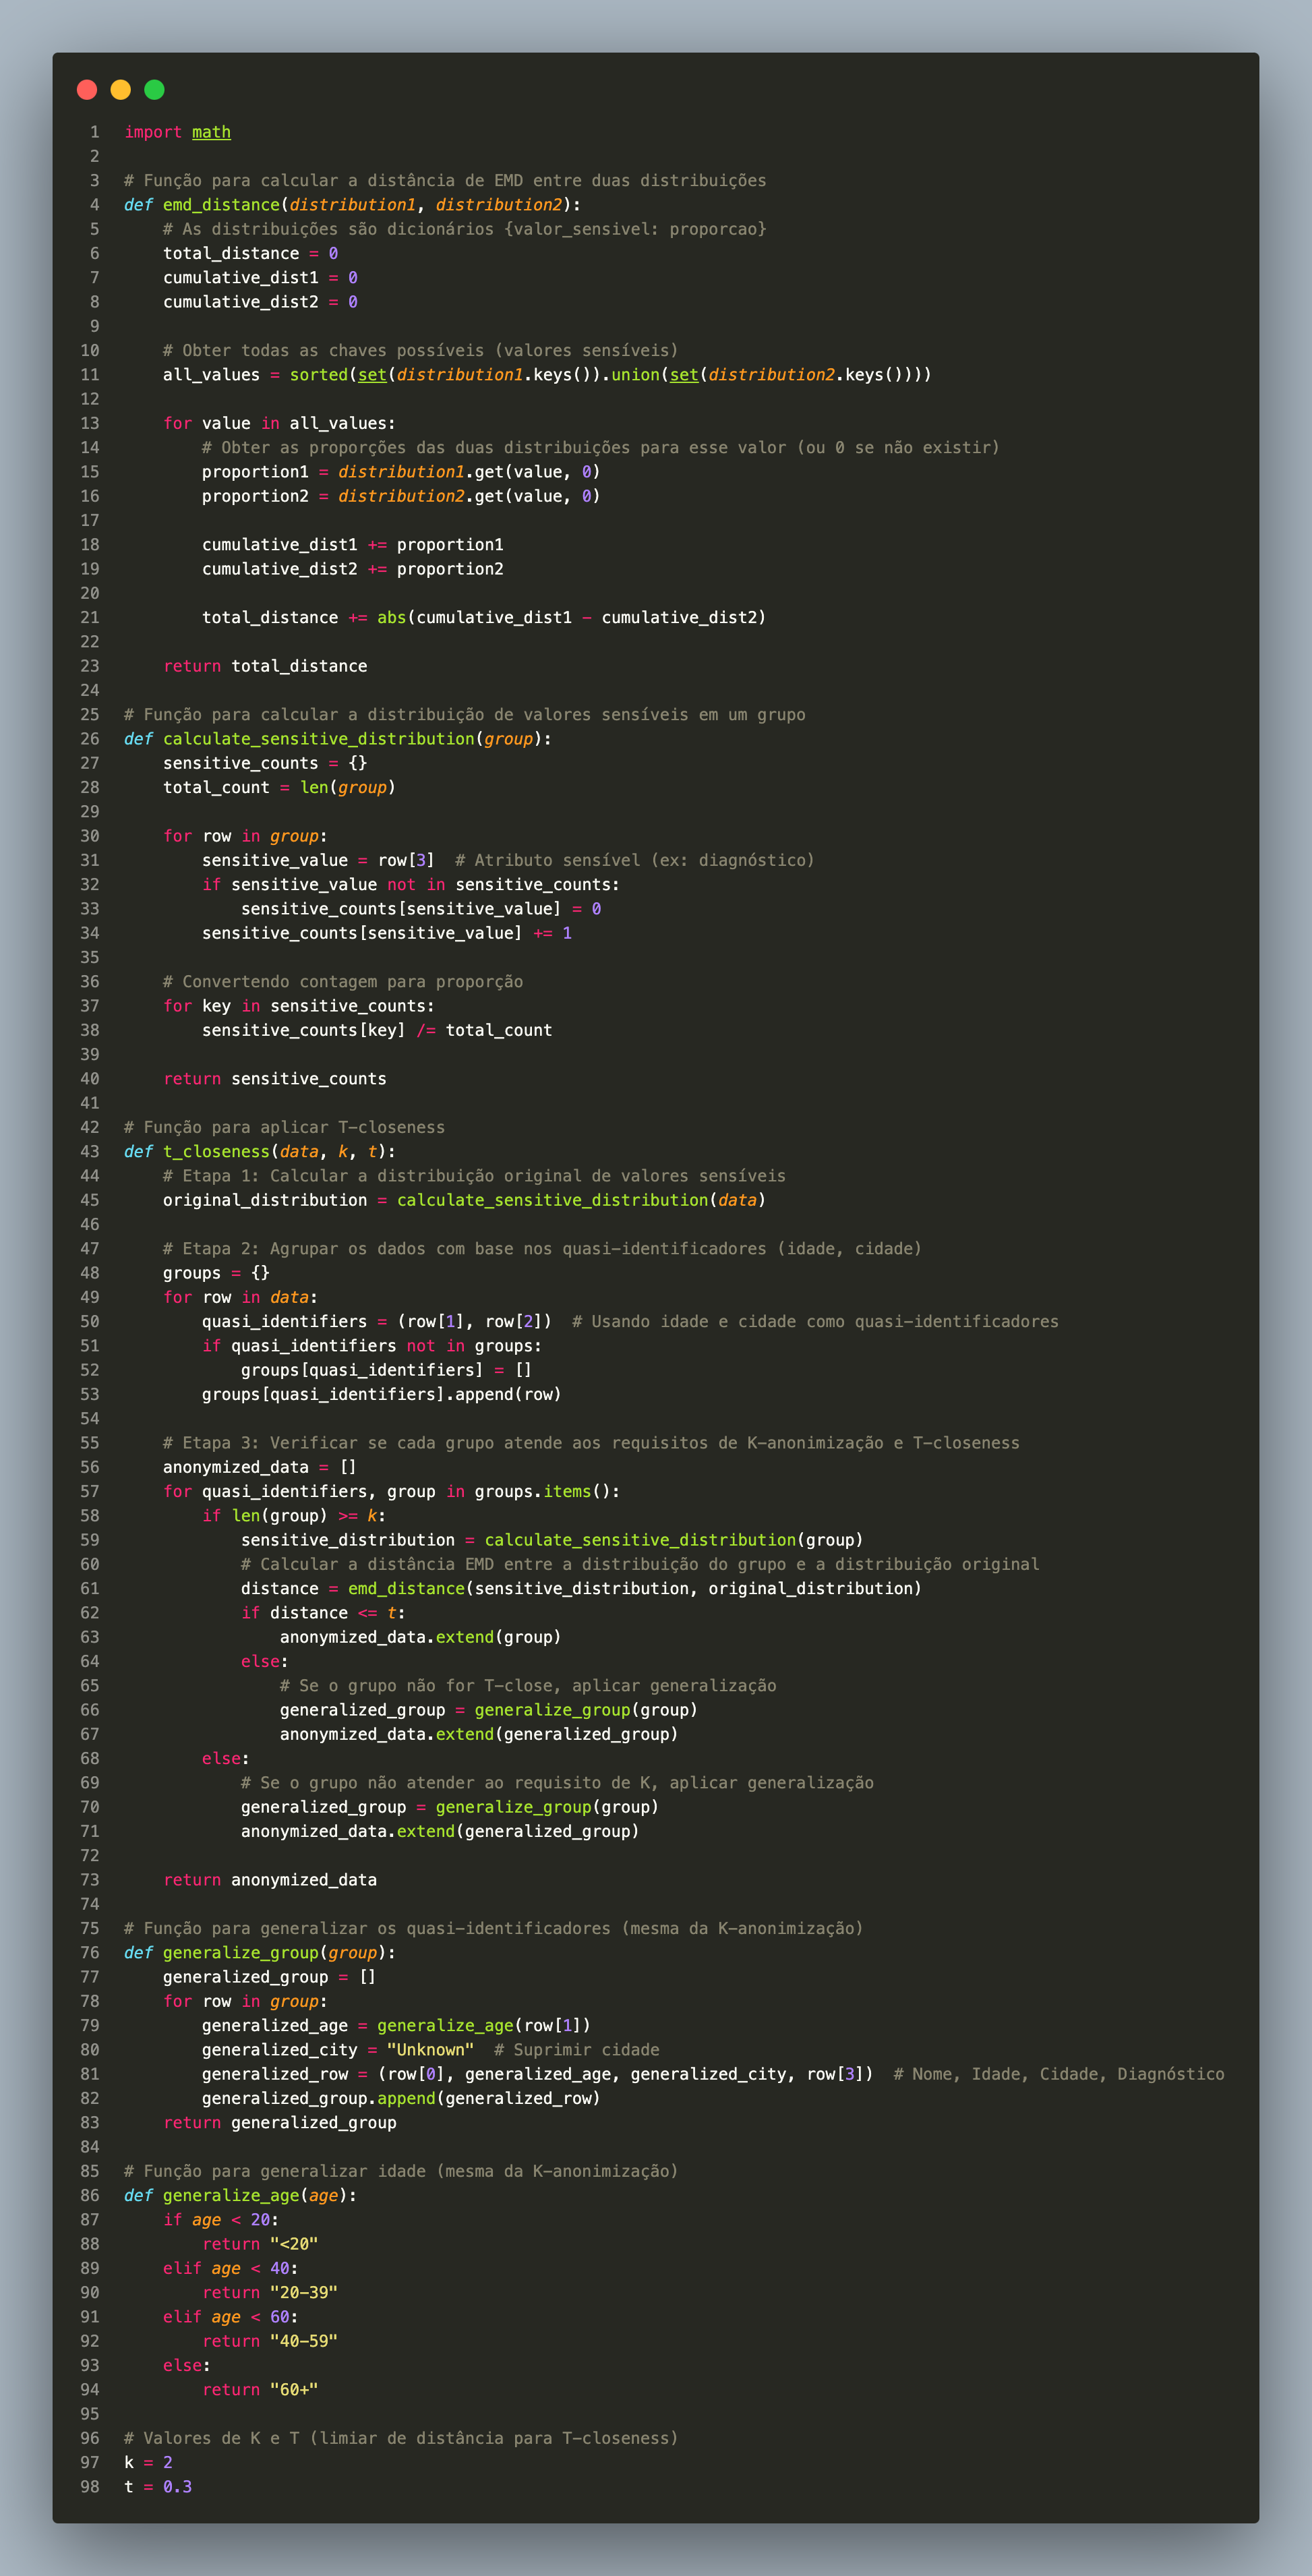 1 import math
2
3 # Função para calcular a distância de EMD entre duas distribuições
4 def emd_distance(distribution1, distribution2):
5     # As distribuições são dicionários {valor_sensivel: proporcao}
6     total_distance = 0
7     cumulative_dist1 = 0
8     cumulative_dist2 = 0
9
10     # Obter todas as chaves possíveis (valores sensíveis)
11     all_values = sorted(set(distribution1.keys()).union(set(distribution2.keys())))
12
13     for value in all_values:
14         # Obter as proporções das duas distribuições para esse valor (ou 0 se não existir)
15         proportion1 = distribution1.get(value, 0)
16         proportion2 = distribution2.get(value, 0)
17
18         cumulative_dist1 += proportion1
19         cumulative_dist2 += proportion2
20
21         total_distance += abs(cumulative_dist1 - cumulative_dist2)
22
23     return total_distance
24
25 # Função para calcular a distribuição de valores sensíveis em um grupo
26 def calculate_sensitive_distribution(group):
27     sensitive_counts = {}
28     total_count = len(group)
29
30     for row in group:
31         sensitive_value = row[3]  # Atributo sensível (ex: diagnóstico)
32         if sensitive_value not in sensitive_counts:
33             sensitive_counts[sensitive_value] = 0
34         sensitive_counts[sensitive_value] += 1
35
36     # Convertendo contagem para proporção
37     for key in sensitive_counts:
38         sensitive_counts[key] /= total_count
39
40     return sensitive_counts
41
42 # Função para aplicar T-closeness
43 def t_closeness(data, k, t):
44     # Etapa 1: Calcular a distribuição original de valores sensíveis
45     original_distribution = calculate_sensitive_distribution(data)
46
47     # Etapa 2: Agrupar os dados com base nos quasi-identificadores (idade, cidade)
48     groups = {}
49     for row in data:
50         quasi_identifiers = (row[1], row[2])  # Usando idade e cidade como quasi-identificadores
51         if quasi_identifiers not in groups:
52             groups[quasi_identifiers] = []
53         groups[quasi_identifiers].append(row)
54
55     # Etapa 3: Verificar se cada grupo atende aos requisitos de K-anonimização e T-closeness
56     anonymized_data = []
57     for quasi_identifiers, group in groups.items():
58         if len(group) >= k:
59             sensitive_distribution = calculate_sensitive_distribution(group)
60             # Calcular a distância EMD entre a distribuição do grupo e a distribuição original
61             distance = emd_distance(sensitive_distribution, original_distribution)
62             if distance <= t:
63                 anonymized_data.extend(group)
64             else:
65                 # Se o grupo não for T-close, aplicar generalização
66                 generalized_group = generalize_group(group)
67                 anonymized_data.extend(generalized_group)
68         else:
69             # Se o grupo não atender ao requisito de K, aplicar generalização
70             generalized_group = generalize_group(group)
71             anonymized_data.extend(generalized_group)
72
73     return anonymized_data
74
75 # Função para generalizar os quasi-identificadores (mesma da K-anonimização)
76 def generalize_group(group):
77     generalized_group = []
78     for row in group:
79         generalized_age = generalize_age(row[1])
80         generalized_city = "Unknown"  # Suprimir cidade
81         generalized_row = (row[0], generalized_age, generalized_city, row[3])  # Nome, Idade, Cidade, Diagnóstico
82         generalized_group.append(generalized_row)
83     return generalized_group
84
85 # Função para generalizar idade (mesma da K-anonimização)
86 def generalize_age(age):
87     if age < 20:
88         return "<20"
89     elif age < 40:
90         return "20-39"
91     elif age < 60:
92         return "40-59"
93     else:
94         return "60+"
95
96 # Valores de K e T (limiar de distância para T-closeness)
97 k = 2
98 t = 0.3